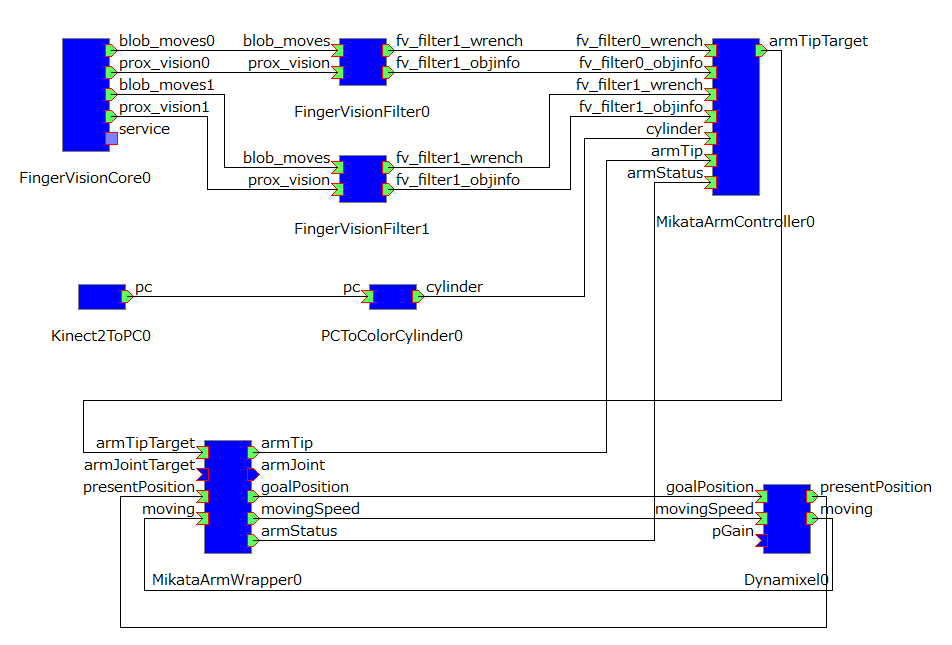 blob_moves0
prox_vision0
blob_moves1
prox_vision1
service
FingerVisionCore0
blob_moves
prox_vision
fv_filter1_wrench
fv_filter1_objinfo
FingerVisionFilter0
blob_moves
prox_vision
fv_filter1_wrench
fv_filter1_objinfo
FingerVisionFilter1
fv_filter0_wrench
fv_filter0_objinfo
fv_filter1_wrench
fv_filter1_objinfo
cylinder
armTip
armStatus
armTipTarget
MikataArmController0
pc
Kinect2ToPC0
pc
cylinder
PCToColorCylinder0
armTipTarget
armJointTarget
presentPosition
moving
armTip
armJoint
goalPosition
movingSpeed
armStatus
MikataArmWrapper0
goalPosition
movingSpeed
pGain
presentPosition
moving
Dynamixel0